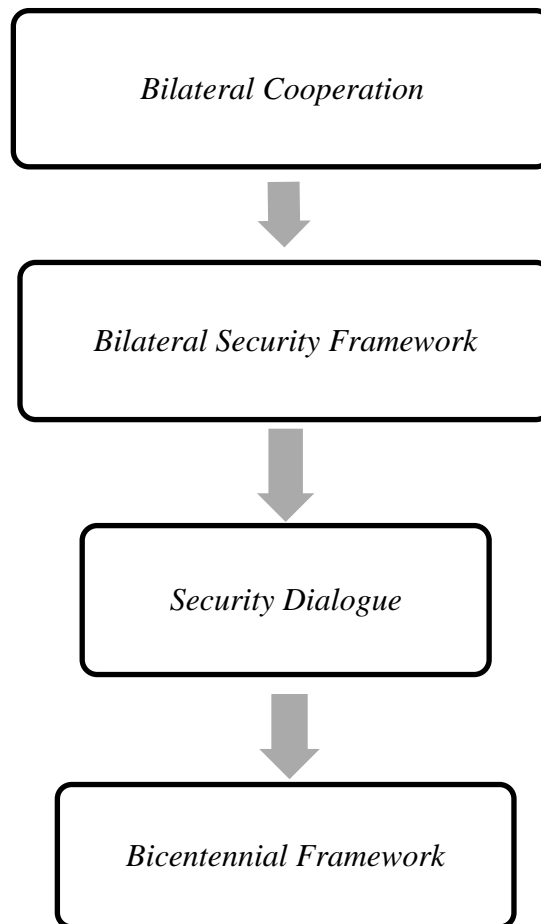 Bilateral Cooperation
Bilateral Security Framework
Security Dialogue
Bicentennial Framework